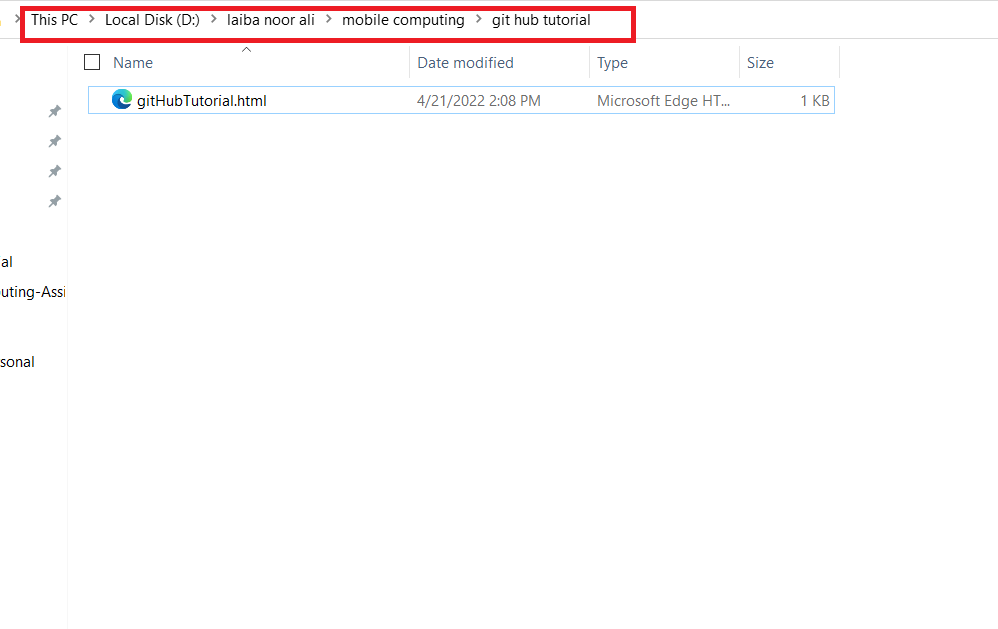 This PC > Local Disk (D:) > laiba noor ali > mobile computing > git hub tutorial
Name Date modified Type Size
gitHubTutorial.html 4/21/2022 2:08 PM Microsoft Edge HT... 1 KB
al
uting-Assi
sonal